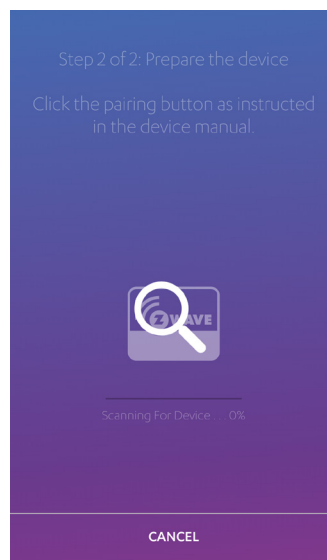 Step 2 of 2: Prepare the device
Click the pairing button as instructed
in the device manual.
Z WAVE
Scanning For Device... 0%
CANCEL